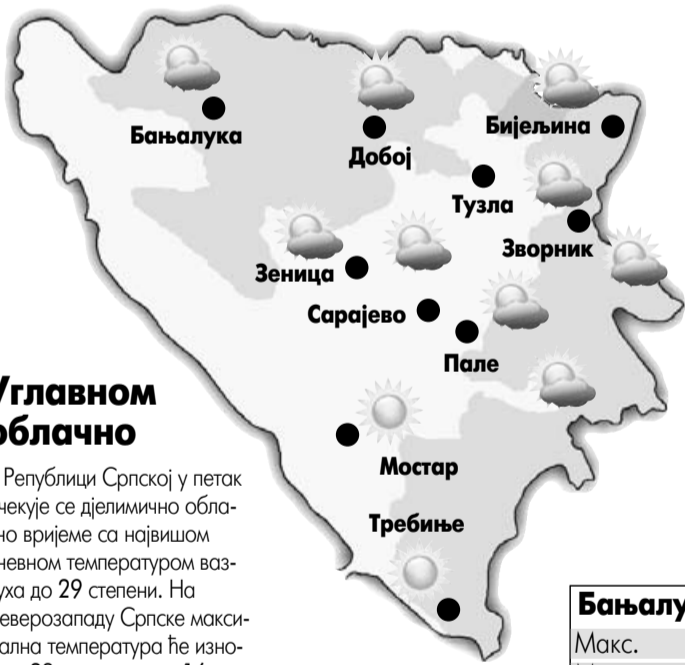 Бањалука
Добој
Бијељина
Тузла
Зворник
Зеница
Сарајево
Пале
Мостар
Требиње
Углавном
облачно
Републици Српској у петак
чекује се дјелимично обла-
но вријеме са највишом
невном температуром ваз-
уха до 29 степени. На
еверозападу Српске макси-
ална температура ће изно-
Бањалу
Макс.